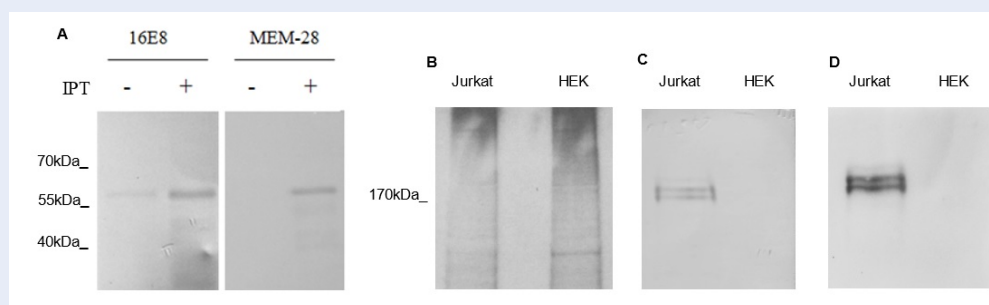 A
16E8 MEM-28
IPT - + - +
70kDa_
55kDa_
40kDa_
B
Jurkat HEK
170kDa_
C
Jurkat HEK
D
Jurkat HEK